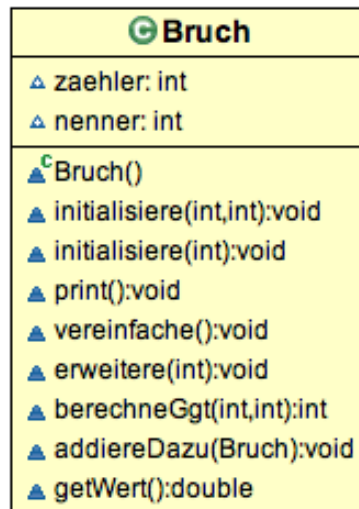 C Bruch
zaehler: int
nenner: int
C Bruch()
initialisiere(int,int):void
initialisiere(int):void
print():void
vereinfache():void
erweitere(int):void
berechneGgt(int,int):int
addiereDazu(Bruch):void
getWert():double